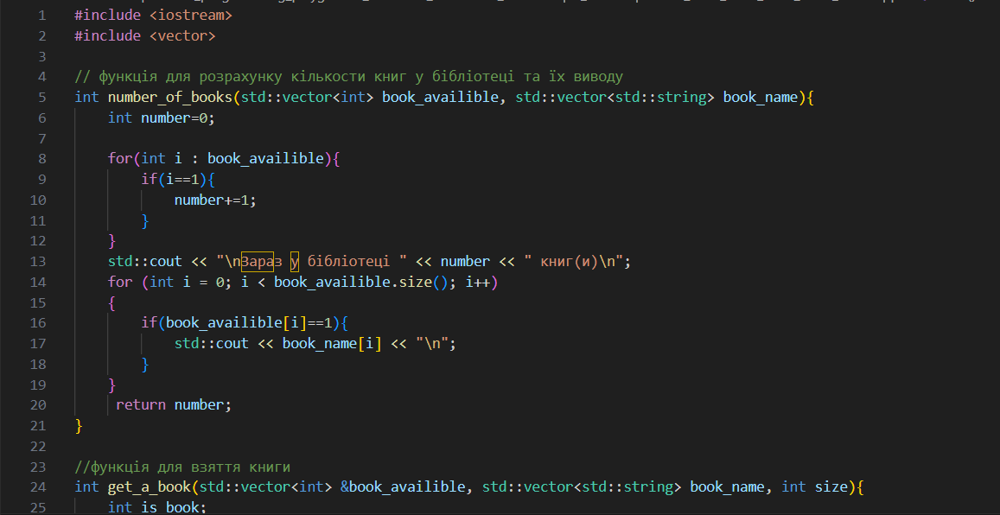 1 #include <iostream>
2 #include <vector>
3
4 // функція для розрахунку кількости книг у бібліотеці та їх виводу
5 int number_of_books(std::vector<int> book_availible, std::vector<std::string> book_name){
6 int number=0;
7
8 for(int i : book_availible){
9 if(i==1){
10 number+=1;
11 }
12 }
13 std::cout << "\nЗараз у бібліотеці " << number << " книг(и)\n";
14 for (int i = 0; i < book_availible.size(); i++)
15 {
16 if(book_availible[i]==1){
17 std::cout << book_name[i] << "\n";
18 }
19 }
20 return number;
21 }
22
23 //функція для взяття книги
24 int get_a_book(std::vector<int> &book_availible, std::vector<std::string> book_name, int size){
25 int is_book;